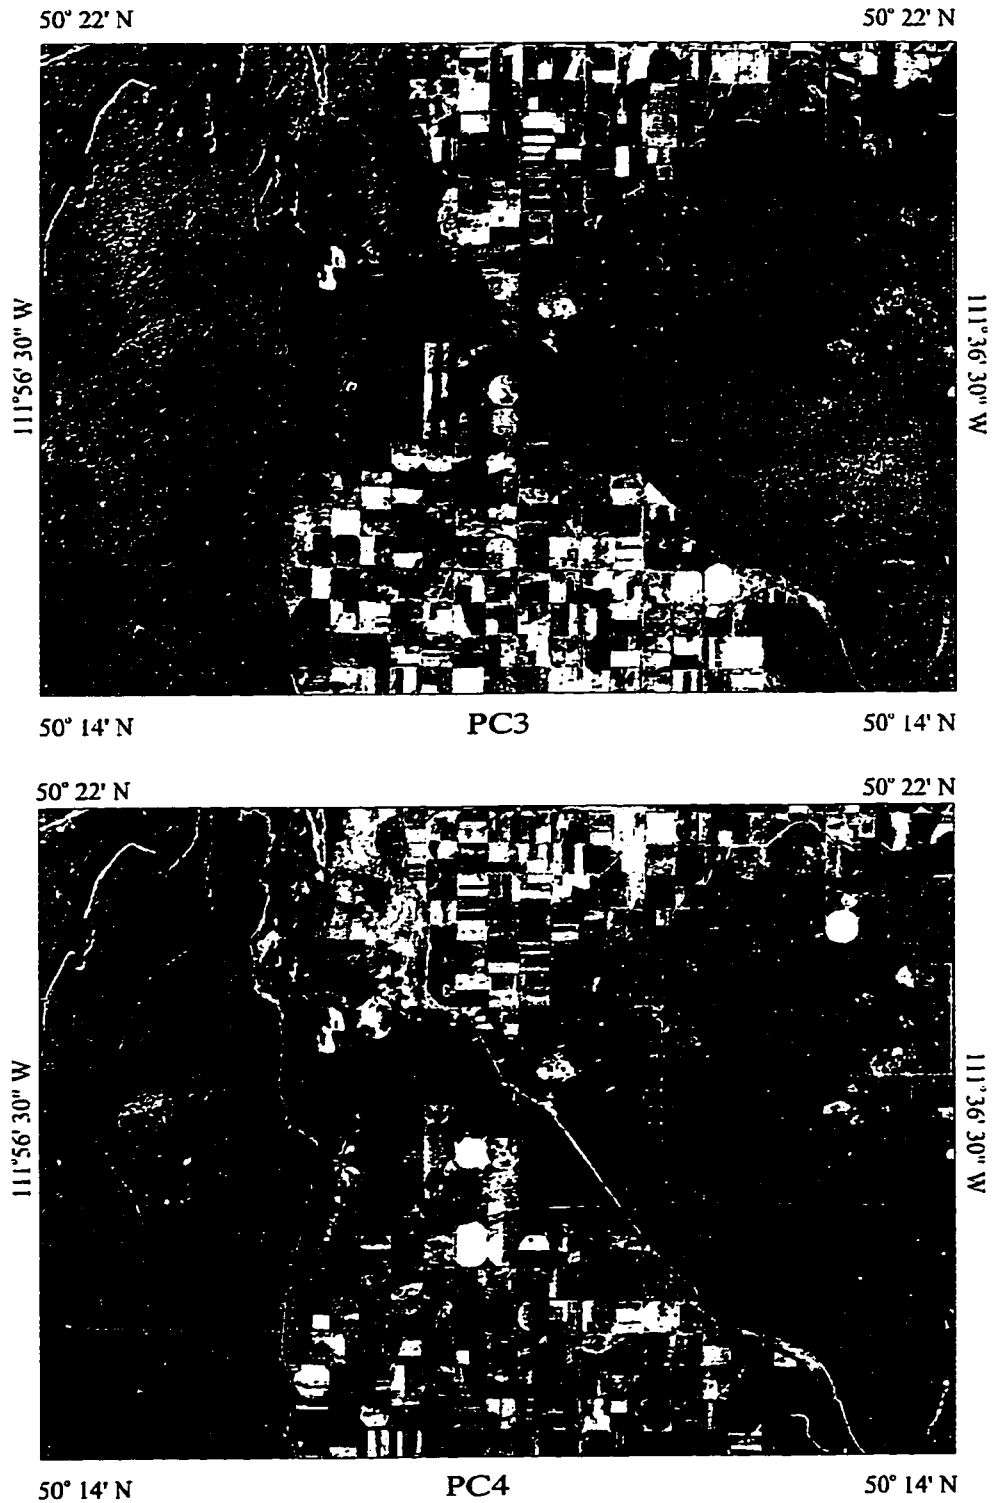 50° 22' N 50° 22' N
111°56' 30" W
111°36' 30" W
50° 14' N PC3 50° 14' N
50° 22' N 50° 22' N
111°56' 30" W
111°36' 30" W
50° 14' N PC4 50° 14' N